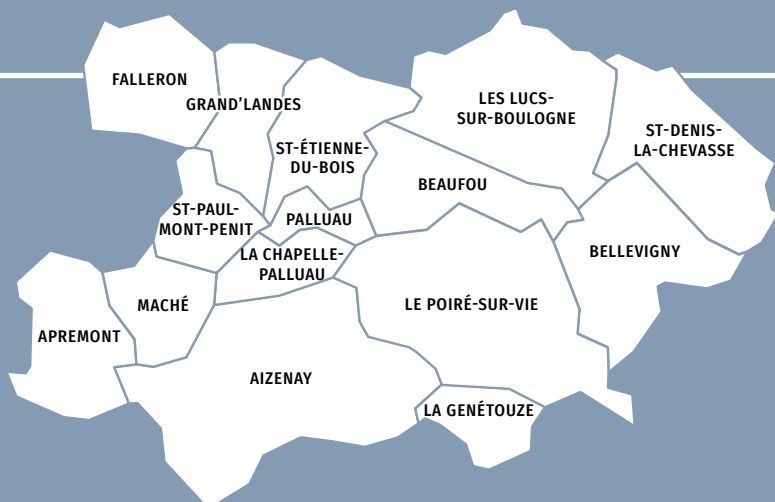 FALLERON
GRAND'LANDES
LES LUCS-
SUR-BOULOGNE
ST-DENIS-
LA-CHEVASSE
ST-ÉTIENNE-
DU-BOIS
BEAUFOU
ST-PAUL-
MONT-PENIT
PALLUAU
BELLEVIGNY
LA CHAPELLE-
PALLUAU
MACHÉ
LE POIRÉ-SUR-VIE
APREMONT
AIZENAY
LA GENÉTOUZE